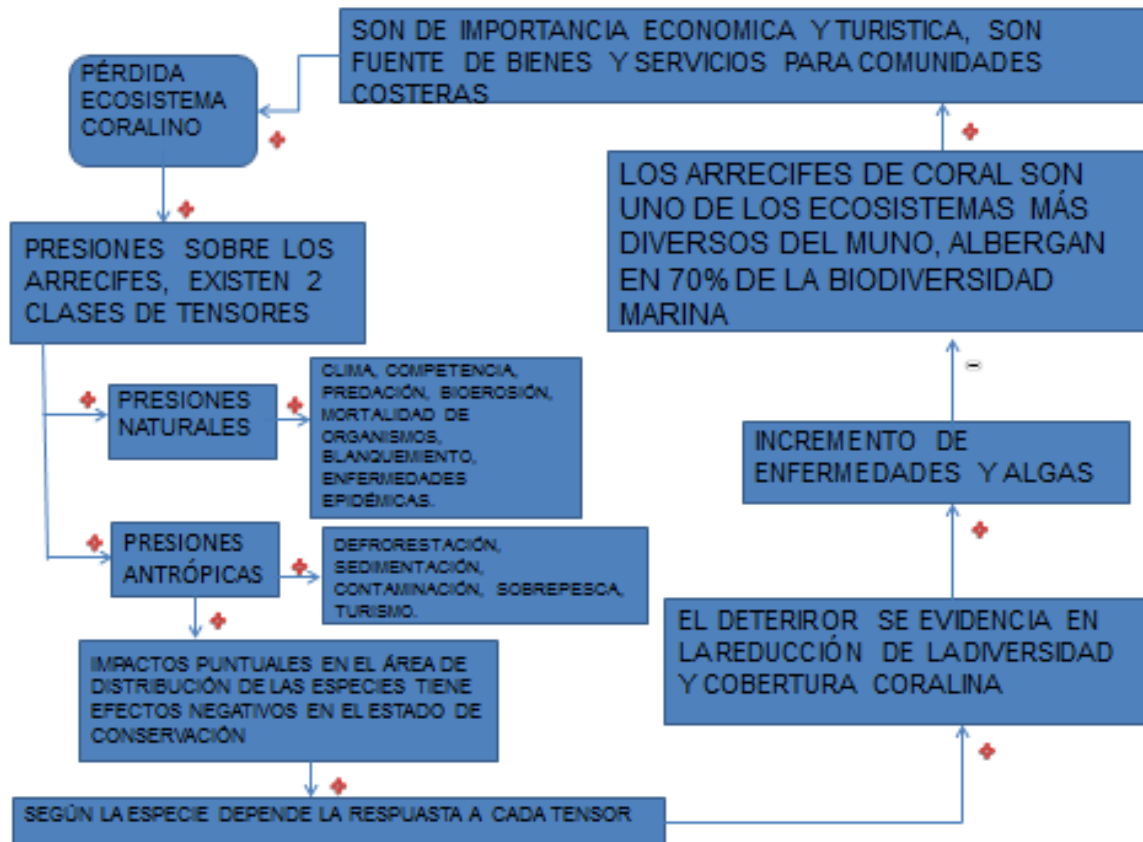 SON DE IMPORTANCIA ECONOMICA Y TURISTICA, SON
FUENTE DE BIENES Y SERVICIOS PARA COMUNIDADES
COSTERAS
PÉRDIDA
ECOSISTEMA
CORALINO
LOS ARRECIFES DE CORAL SON
UNO DE LOS ECOSISTEMAS MÁS
DIVERSOS DEL MUNO, ALBERGAN
EN 70% DE LA BIODIVERSIDAD
MARINA
PRESIONES SOBRE LOS
ARRECIFES, EXISTEN 2
CLASES DE TENSORES
PRESIONES
NATURALES
CLIMA, COMPETENCIA,
PREDACIÓN, BIOEROSIÓN,
MORTALIDAD DE
ORGANISMOS,
BLANQUEMIENTO,
ENFERMEDADES
EPIDÉMICAS.
INCREMENTO DE
ENFERMEDADES Y ALGAS
PRESIONES
ANTRÓPICAS
DEFRORESTACIÓN,
SEDIMENTACIÓN,
CONTAMINACIÓN, SOBREPESCA,
TURISMO.
EL DETERIROR SE EVIDENCIA EN
LA REDUCCIÓN DE LA DIVERSIDAD
Y COBERTURA CORALINA
IMPACTOS PUNTUALES EN EL ÁREA DE
DISTRIBUCIÓN DE LAS ESPECIES TIENE
EFECTOS NEGATIVOS EN EL ESTADO DE
CONSERVACIÓN
SEGÚN LA ESPECIE DEPENDE LA RESPUASTA A CADA TENSOR